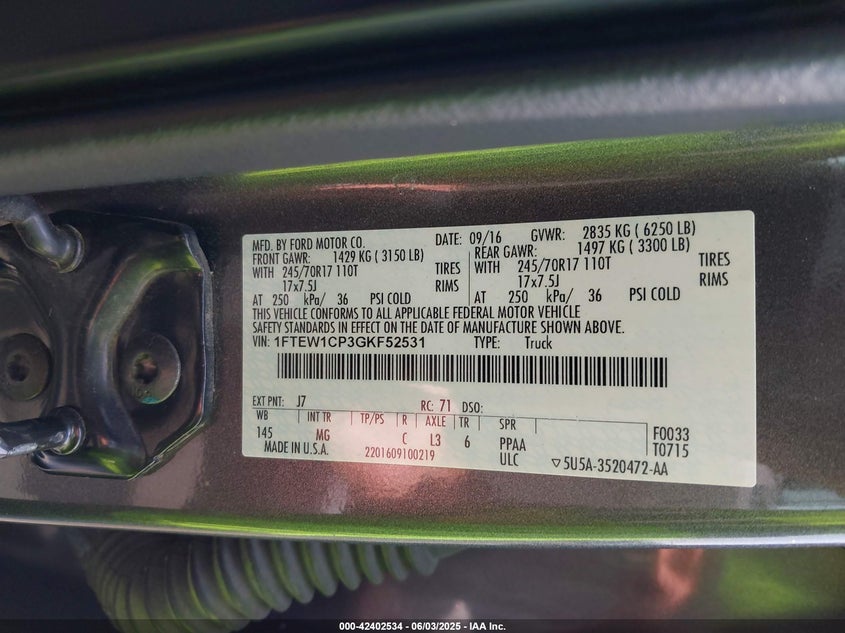 MFD. BY FORD MOTOR CO. DATE: 09/16 GVWR: 2835 KG ( 6250 LB)
FRONT GAWR: 1429 KG ( 3150 LB) REAR GAWR: 1497 KG ( 3300 LB)
WITH 245/70R17 110T TIRES WITH 245/70R17 110T TIRES
17x7.5J RIMS 17x7.5J RIMS
AT 250 kPa/ 36 PSI COLD AT 250 kPa/ 36 PSI COLD
THIS VEHICLE CONFORMS TO ALL APPLICABLE FEDERAL MOTOR VEHICLE
SAFETY STANDARDS IN EFFECT ON THE DATE OF MANUFACTURE SHOWN ABOVE.
VIN: 1FTEW1CP3GKF52531 TYPE: Truck
EXT PNT: J7 RC: 71 DSO:
WB INT TR TP/PS R AXLE TR SPR
145 MG C L3 6 PPAA F0033
MADE IN U.S.A. 2201609100219 ULC ▽5U5A-3520472-AA T0715
000-42402534 - 06/03/2025 - IAA Inc.